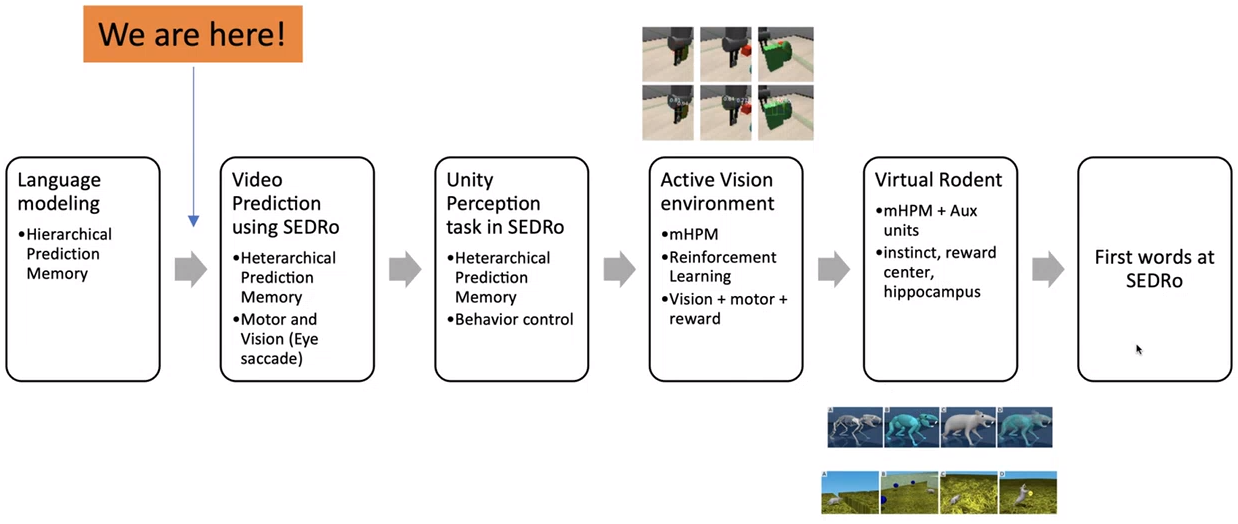 We are here!
Language
modeling
•Hierarchical
Prediction
Memory
Video
Prediction
using SEDRo
•Heterarchical
Prediction
Memory
•Motor and
Vision (Eye
saccade)
Unity
Perception
task in SEDRo
•Heterarchical
Prediction
Memory
•Behavior control
Active Vision
environment
•mHPM
•Reinforcement
Learning
•Vision + motor +
reward
Virtual Rodent
•mHPM + Aux
units
•instinct, reward
center,
hippocampus
First words at
SEDRo
A B C D
A B C D